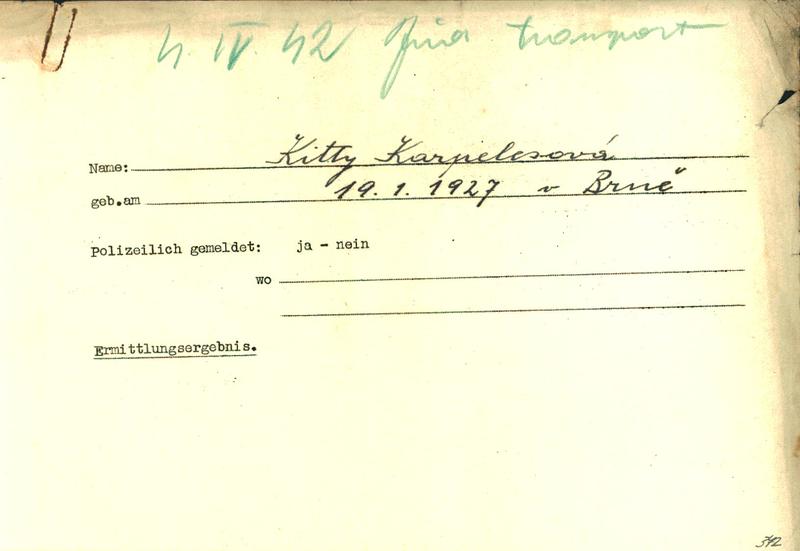 4 IV. 42 transport
Name: Kitty Karpelesová
geb.am 19. 1. 1927 v Brně
Polizeilich gemeldet: ja - nein
wo
Ermittlungsergebnis.
342